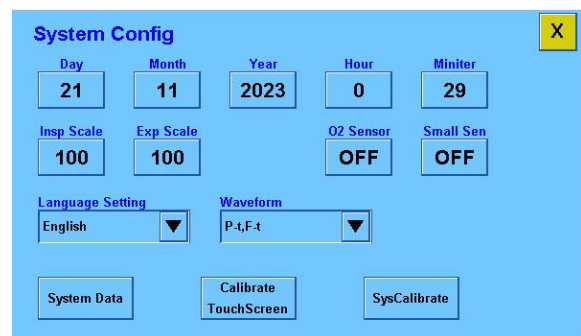 System Config
X
Day Month Year Hour Miniter
21 11 2023 0 29
Insp Scale Exp Scale O2 Sensor Small Sen
100 100 OFF OFF
Language Setting Waveform
English P-t,F-t
System Data Calibrate TouchScreen SysCalibrate